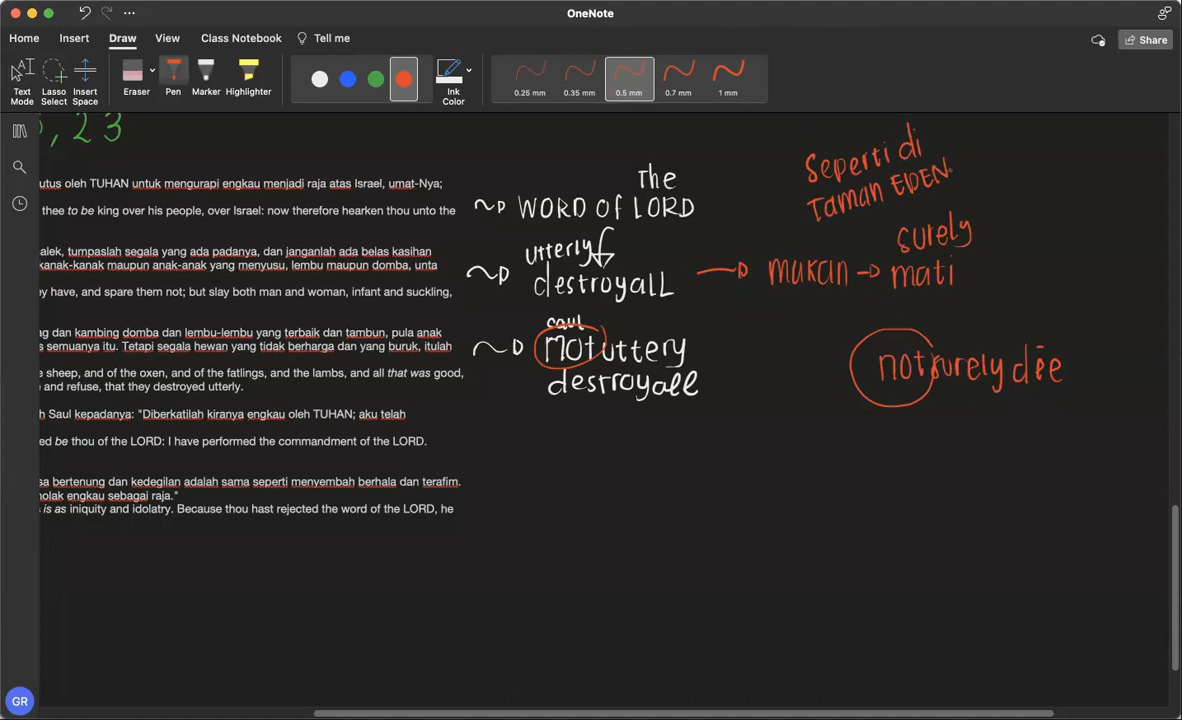 OneNote
Home Insert Draw View Class Notebook Tell me
Share
Text Mode
Lasso Select
Insert Space
Eraser
Pen
Marker
Highlighter
Ink Color
0.25 mm
0.35 mm
0.5 mm
0.7 mm
1 mm
, 23
utus oleh TUHAN untuk mengurapi engkau menjadi raja atas Israel, umat-Nya;
thee to be king over his people, over Israel: now therefore hearken thou unto the
alek, tumpaslah segala yang ada padanya, dan janganlah ada belas kasihan
kanak-kanak maupun anak-anak yang menyusu, lembu maupun domba, unta
ey have, and spare them not; but slay both man and woman, infant and suckling,
ng dan kambing domba dan lembu-lembu yang terbaik dan tambun, pula anak
s semuanya itu. Tetapi segala hewan yang tidak berharga dan yang buruk, itulah
e sheep, and of the oxen, and of the fatlings, and the lambs, and all that was good,
e and refuse, that they destroyed utterly.
h Saul kepadanya: "Diberkatilah kiranya engkau oleh TUHAN; aku telah
ed be thou of the LORD: I have performed the commandment of the LORD.
sa bertenung dan kedegilan adalah sama seperti menyembah berhala dan terafim.
nolak engkau sebagai raja."
is as iniquity and idolatry. Because thou hast rejected the word of the LORD, he
The
WORD OF LORD
utterly
destroy all
saul
not uttery
destroy all
Seperti di
Taman EDEN
surely
makan → mati
not surely die
GR